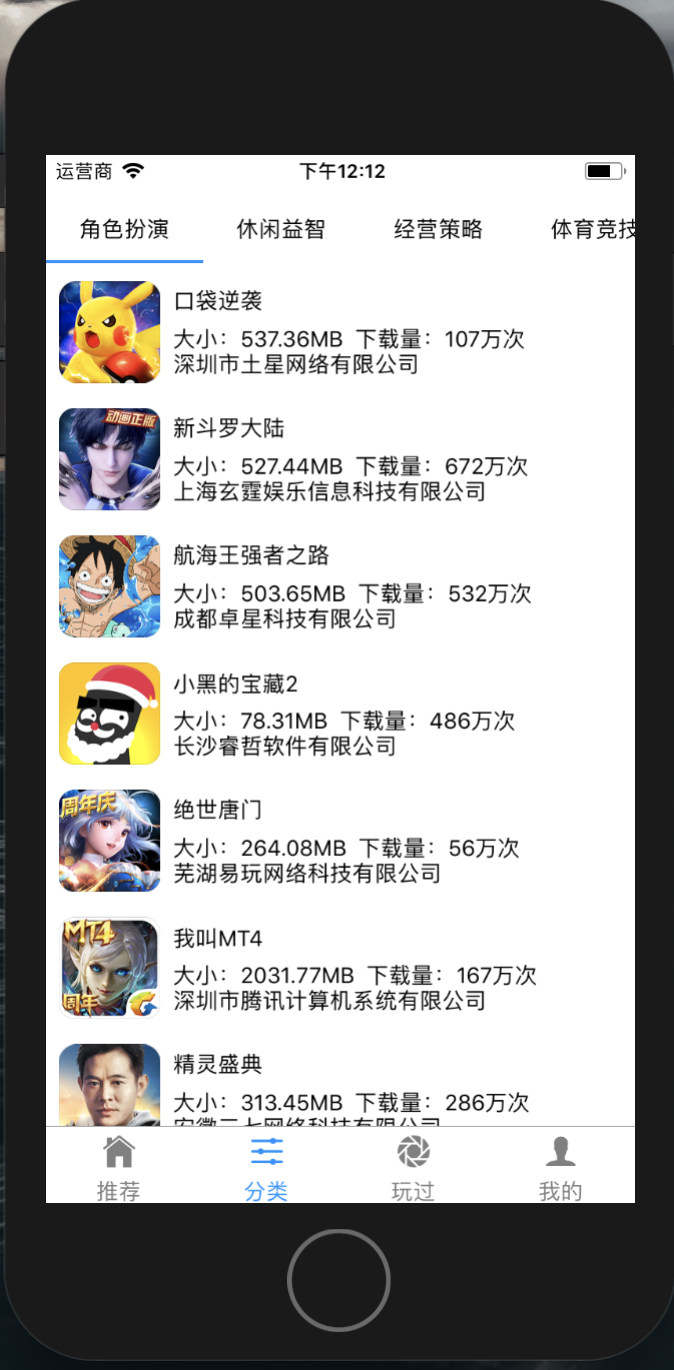 运营商 下午12:12
角色扮演 休闲益智 经营策略 体育竞技
口袋逆袭
大小：537.36MB 下载量：107万次
深圳市土星网络有限公司
动画正版
新斗罗大陆
大小：527.44MB 下载量：672万次
上海玄霆娱乐信息科技有限公司
航海王强者之路
大小：503.65MB 下载量：532万次
成都卓星科技有限公司
小黑的宝藏2
大小：78.31MB 下载量：486万次
长沙睿哲软件有限公司
周年庆
绝世唐门
大小：264.08MB 下载量：56万次
芜湖易玩网络科技有限公司
MT4
周年
我叫MT4
大小：2031.77MB 下载量：167万次
深圳市腾讯计算机系统有限公司
精灵盛典
大小：313.45MB 下载量：286万次
安徽三七网络科技有限公司
推荐 分类 玩过 我的